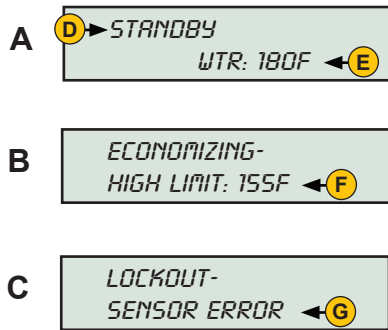 A
D STANDBY
WTR: 180F E
B
ECONOMIZING-
HIGH LIMIT: 155F F
C
LOCKOUT-
SENSOR ERROR G